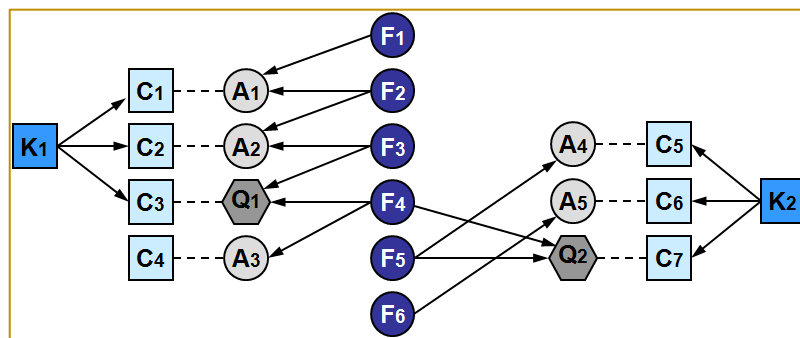 F1
C1 A1 F2
K1 C2 A2 F3 A4 C5
C3 Q1 F4 A5 C6 K2
C4 A3 F5 Q2 C7
F6